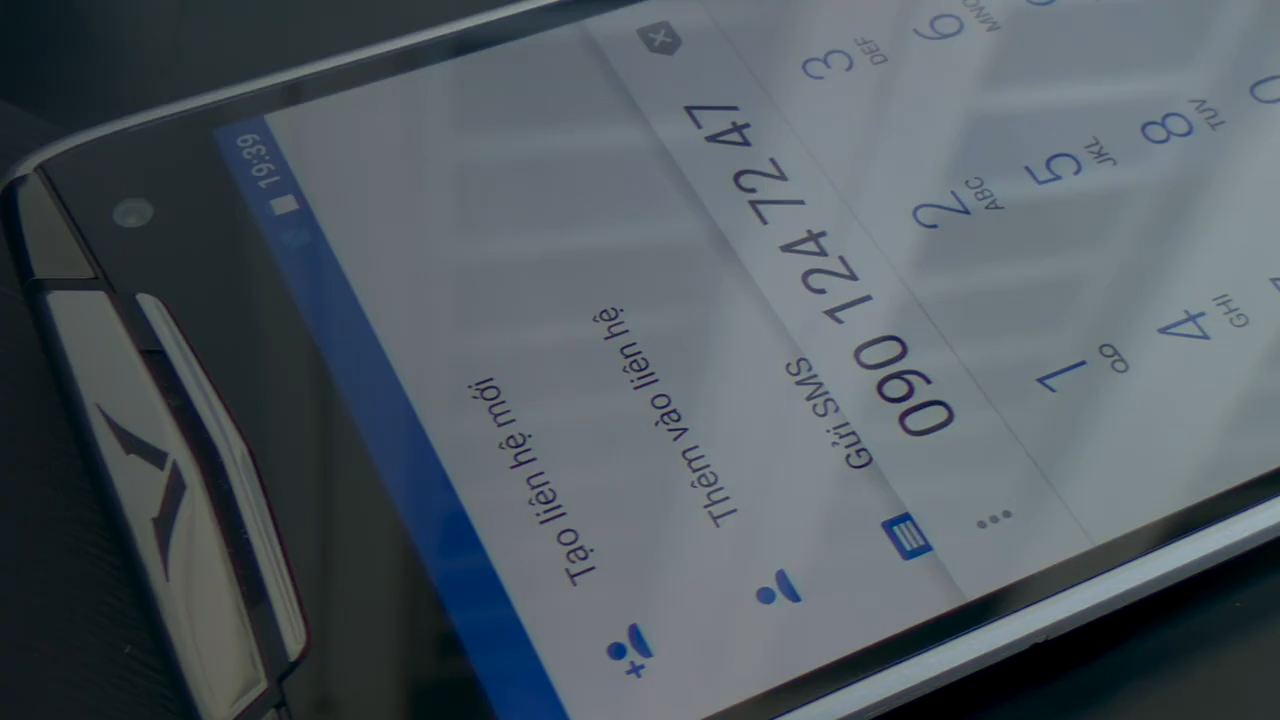 19:39
Tạo liên hệ mới
Thêm vào liên hệ
Gửi SMS
090 124 72 47
1
2 ABC
3 DEF
4 GHI
5 JKL
6 MNO
8 TUV
0